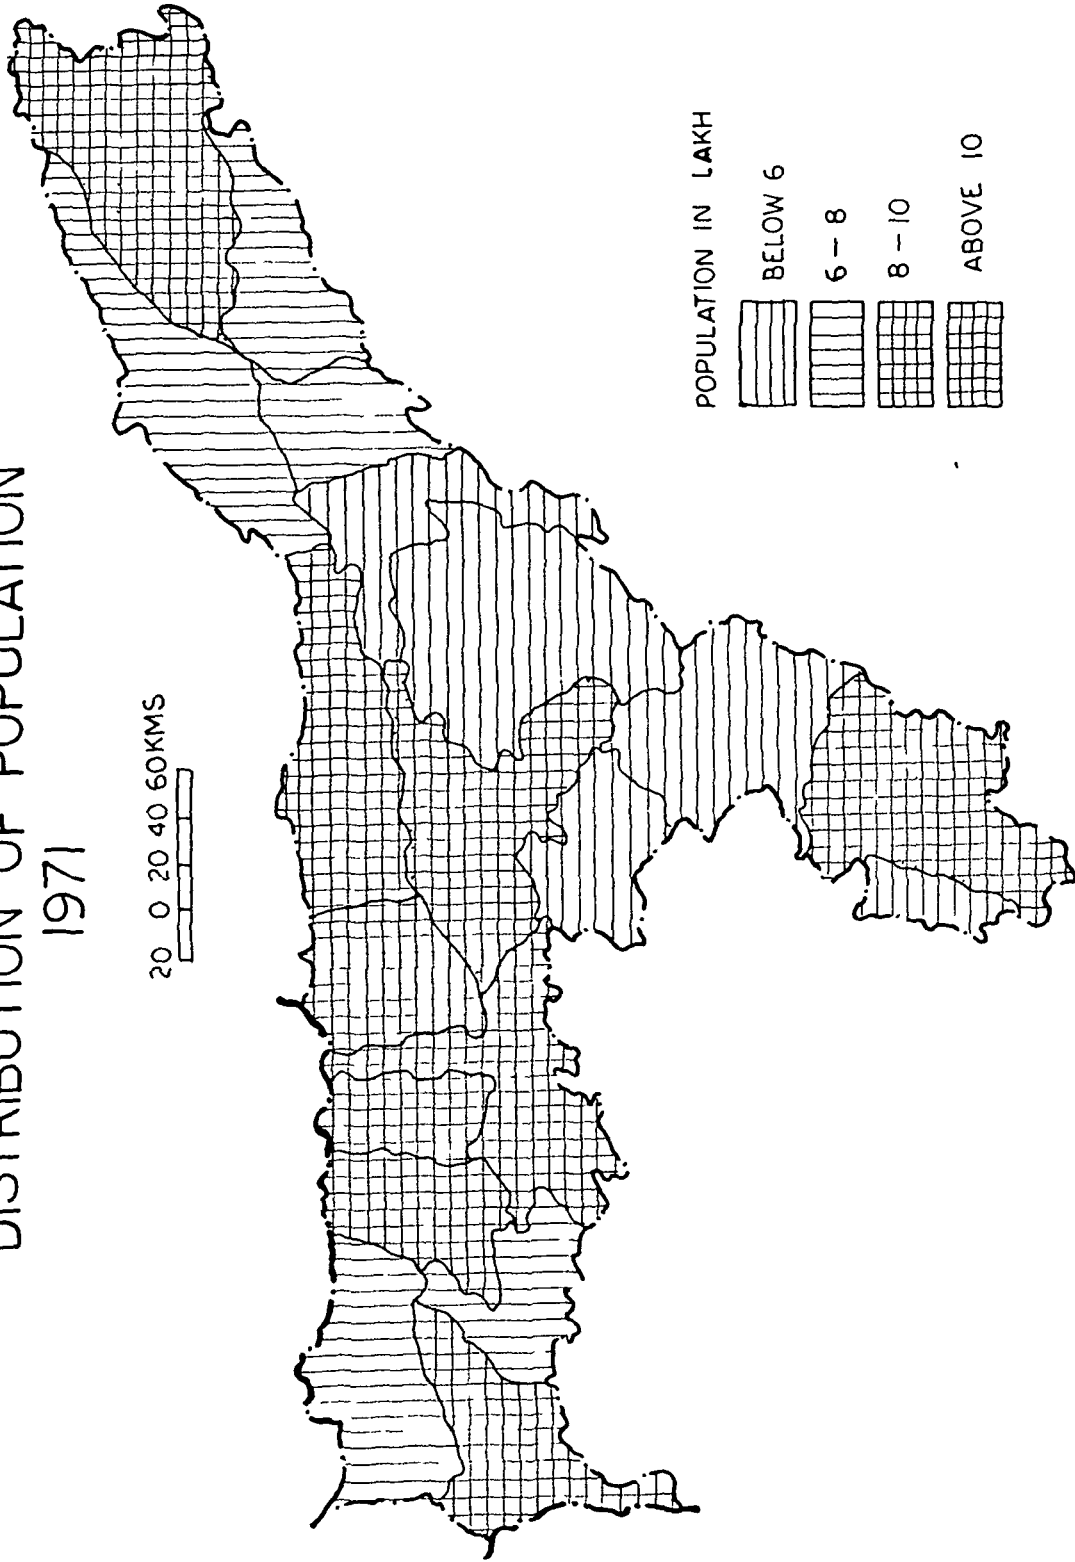 DISTRIBUTION OF POPULATION
1971
20 0 20 40 60KMS
POPULATION IN LAKH
BELOW 6
6 – 8
8 – 10
ABOVE 10